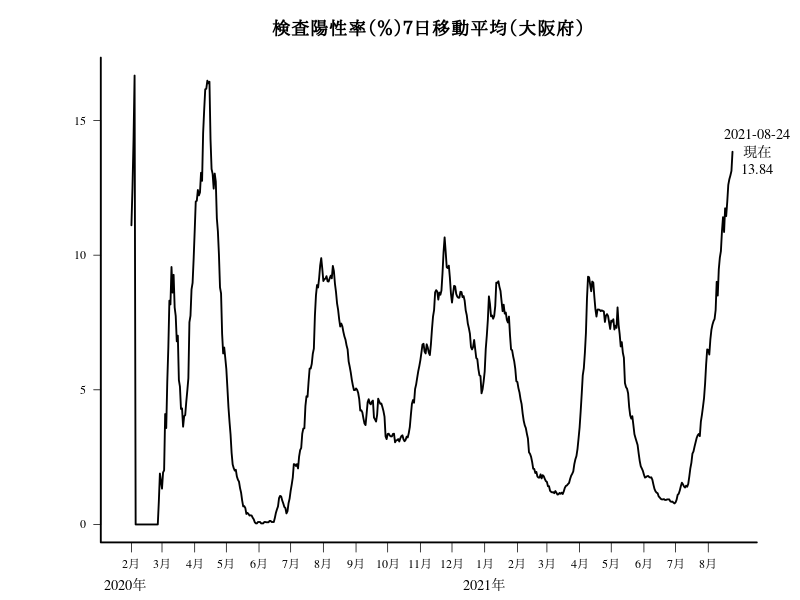 検査陽性率(%)7日移動平均(大阪府)
15
10
5
0
2021-08-24
現在
13.84
2月 3月 4月 5月 6月 7月 8月 9月 10月 11月 12月 1月 2月 3月 4月 5月 6月 7月 8月
2020年 2021年